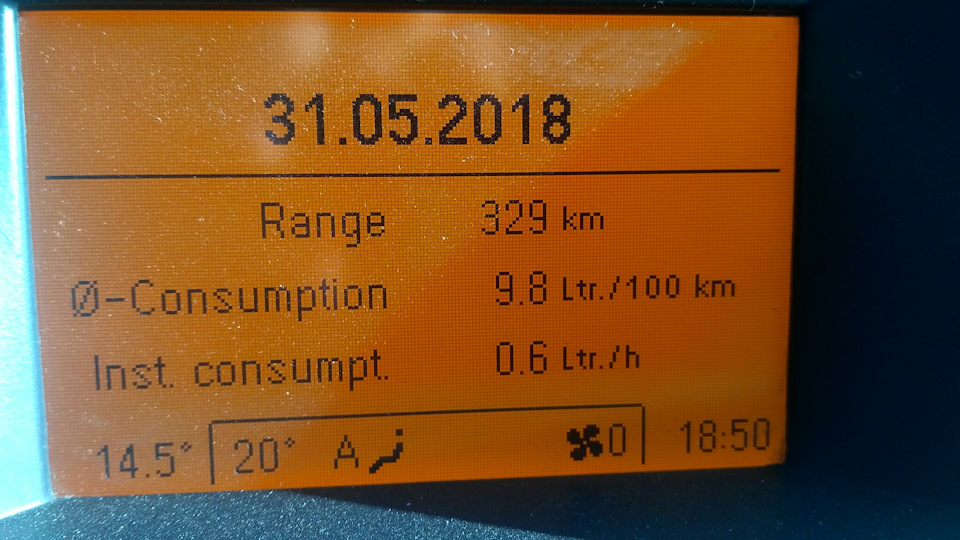 31.05.2018
Range 329 km
Ø-Consumption 9.8 Ltr./100 km
Inst. consumpt. 0.6 Ltr./h
14.5° 20° A 0 18:50